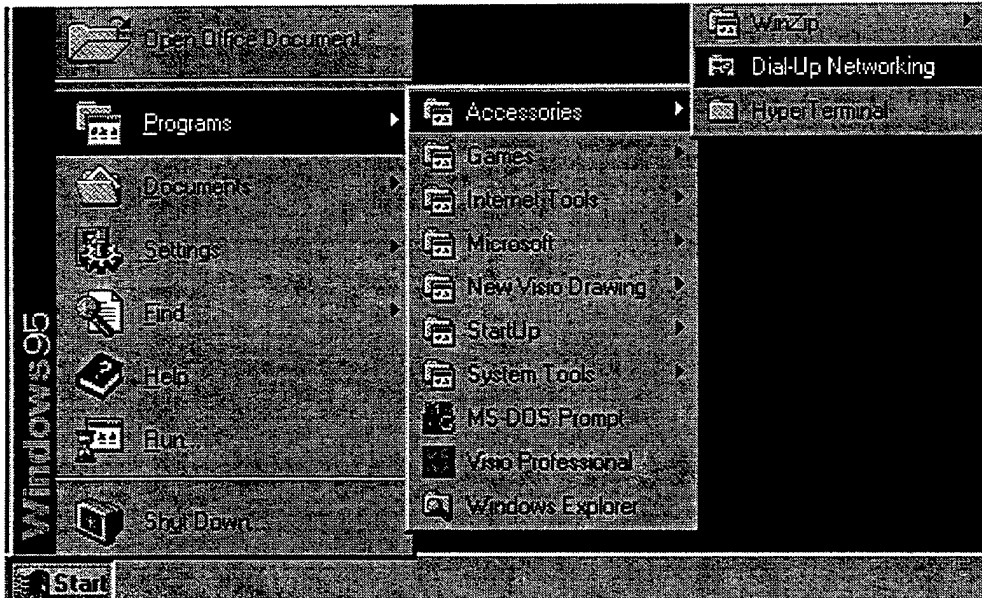 Open Office Document
Programs
Documents
Settings
Find
Help
Run...
Shut Down...
Windows95
Start
Accessories
Games
Internet Tools
Microsoft
New Visio Drawing
StartUp
System Tools
MS-DOS Prompt
Visio Professional
Windows Explorer
WinZip
Dial-Up Networking
HyperTerminal